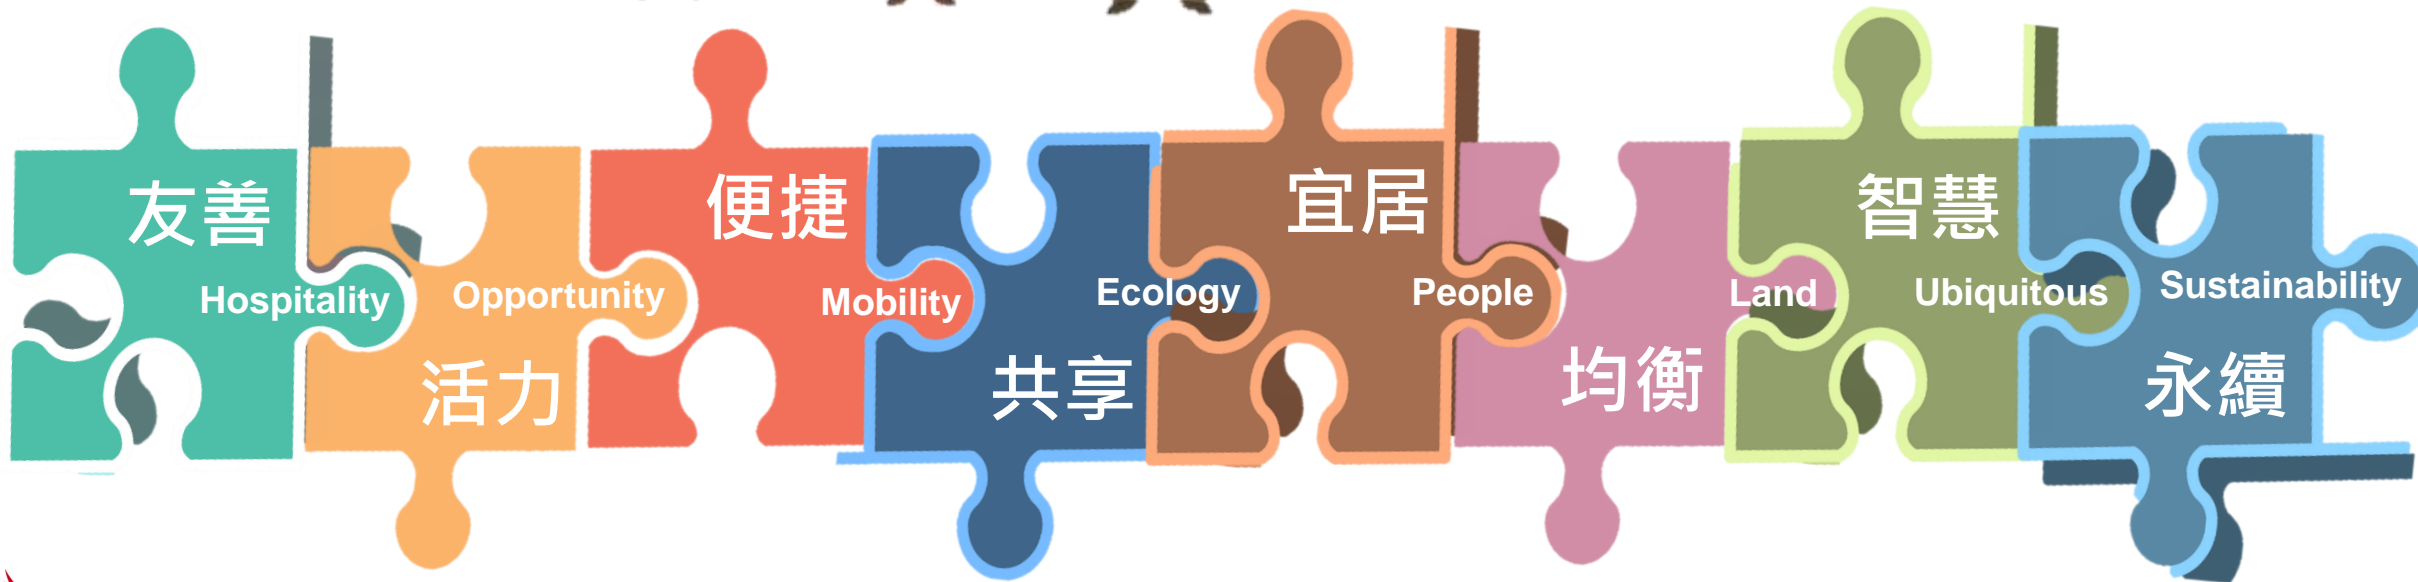 友善
Hospitality
Opportunity
活力
便捷
Mobility
Ecology
共享
宜居
People
Land
均衡
智慧
Ubiquitous
Sustainability
永續